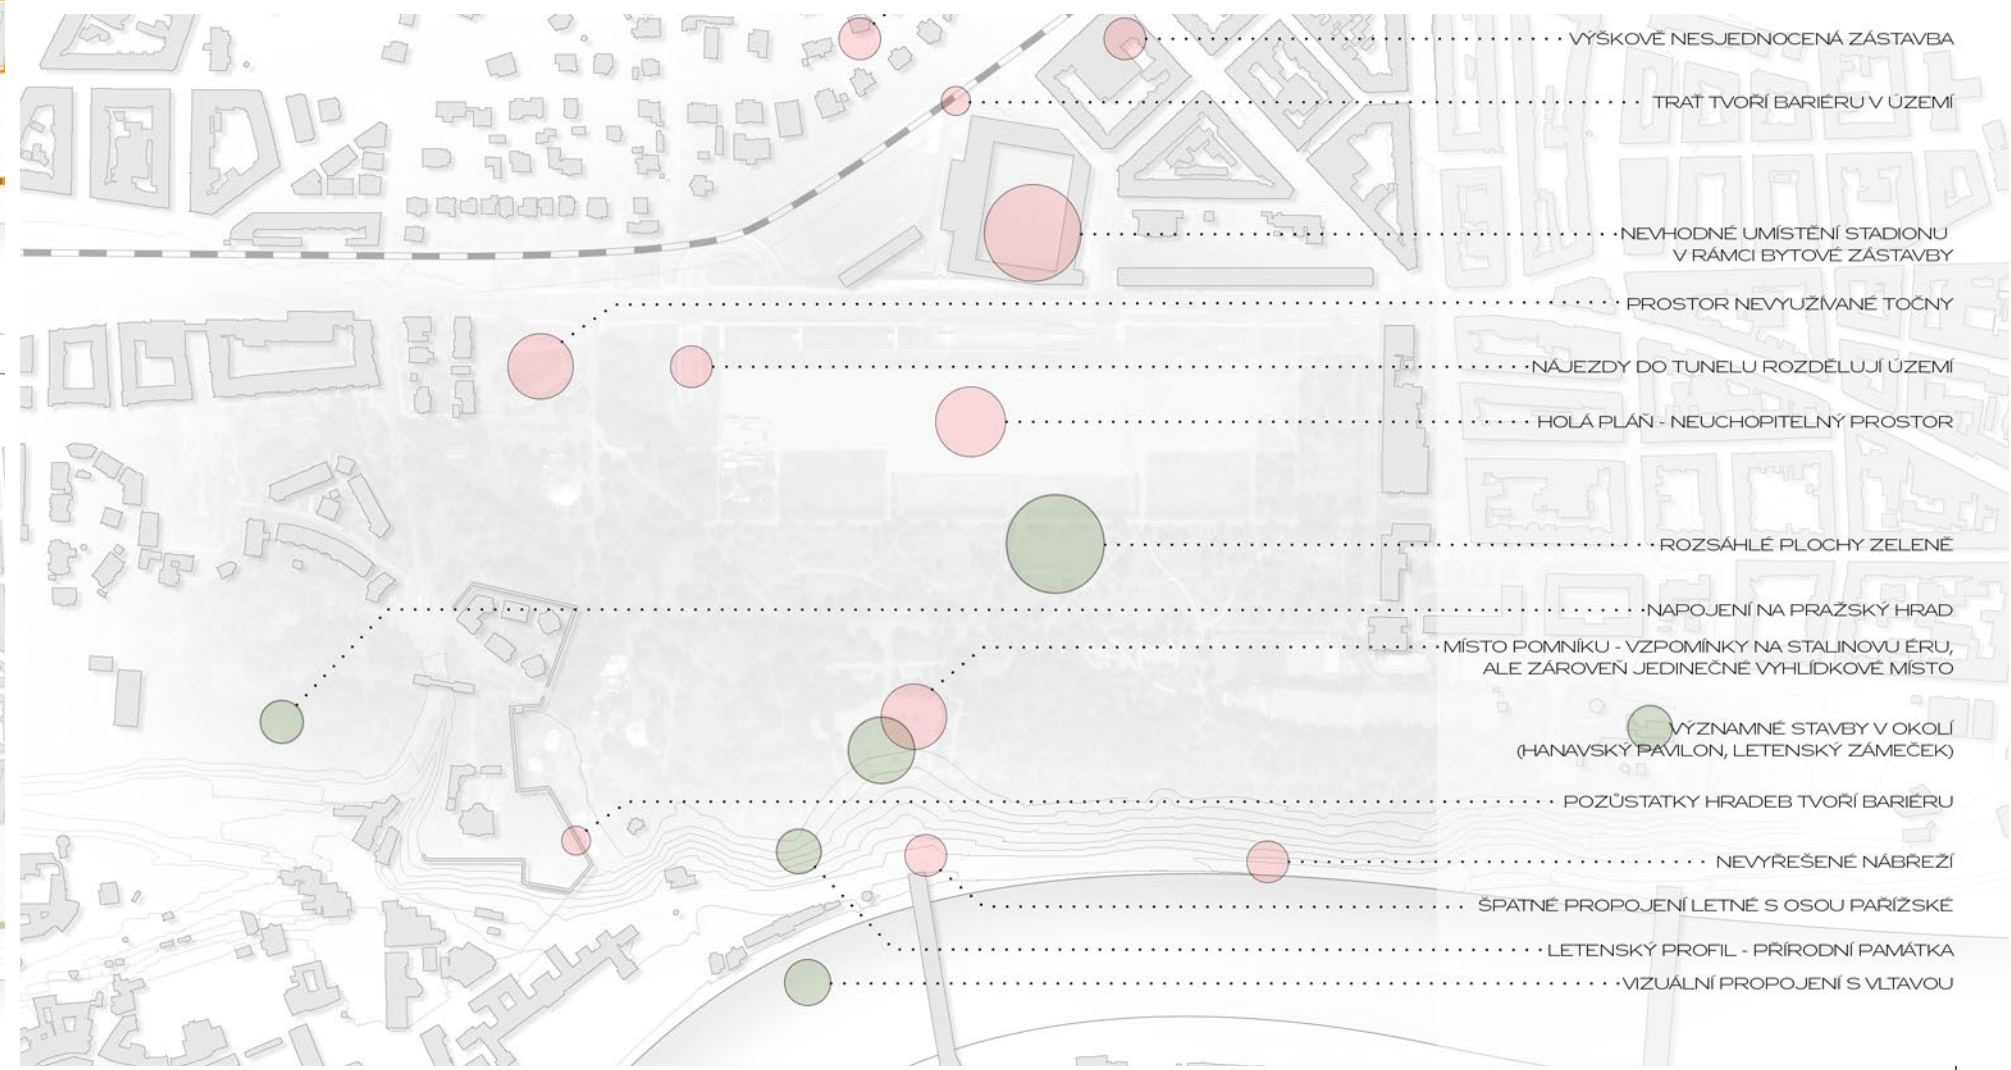 VÝŠKOVĚ NESJEDNOCENÁ ZÁSTAVBA
TRAŤ TVOŘÍ BARIÉRU V ÚZEMÍ
NEVHODNÉ UMÍSTĚNÍ STADIONU
V RÁMCI BYTOVÉ ZÁSTAVBY
PROSTOR NEVYUŽÍVANÉ TOČNY
NÁJEZDY DO TUNELU ROZDĚLUJÍ ÚZEMÍ
HOLÁ PLÁŇ - NEUCHOPITELNÝ PROSTOR
ROZSÁHLÉ PLOCHY ZELENĚ
NAPOJENÍ NA PRAŽSKÝ HRAD
MÍSTO POMNÍKU - VZPOMÍNKY NA STALINOVU ÉRU,
ALE ZÁROVEŇ JEDINEČNÉ VYHLÍDKOVÉ MÍSTO
VÝZNAMNÉ STAVBY V OKOLÍ
(HANAVSKÝ PAVILON, LETENSKÝ ZÁMEČEK)
POZŮSTATKY HRADEB TVOŘÍ BARIÉRU
NEVYŘEŠENÉ NÁBŘEŽÍ
ŠPATNÉ PROPOJENÍ LETNÉ S OSOU PAŘÍŽSKÉ
LETENSKÝ PROFIL - PŘÍRODNÍ PAMÁTKA
VIZUÁLNÍ PROPOJENÍ S VLTAVOU